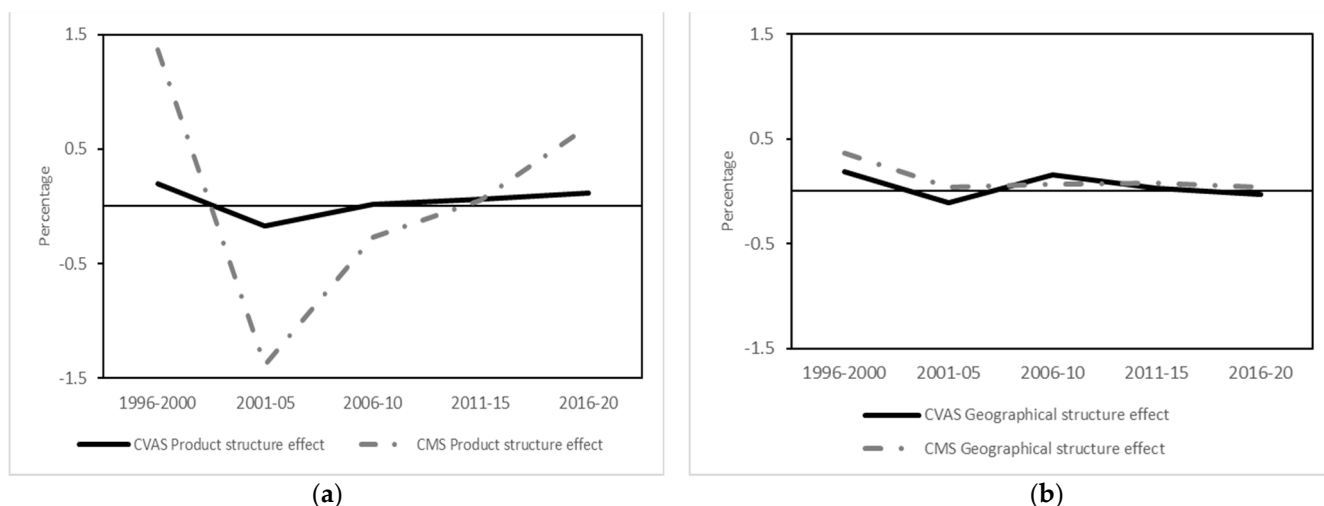 1.5
0.5
-0.5
-1.5
Percentage
1996-2000 2001-05 2006-10 2011-15 2016-20
CVAS Product structure effect CMS Product structure effect
(a)
1.5
0.5
-0.5
-1.5
Percentage
1996-2000 2001-05 2006-10 2011-15 2016-20
CVAS Geographical structure effect
CMS Geographical structure effect
(b)